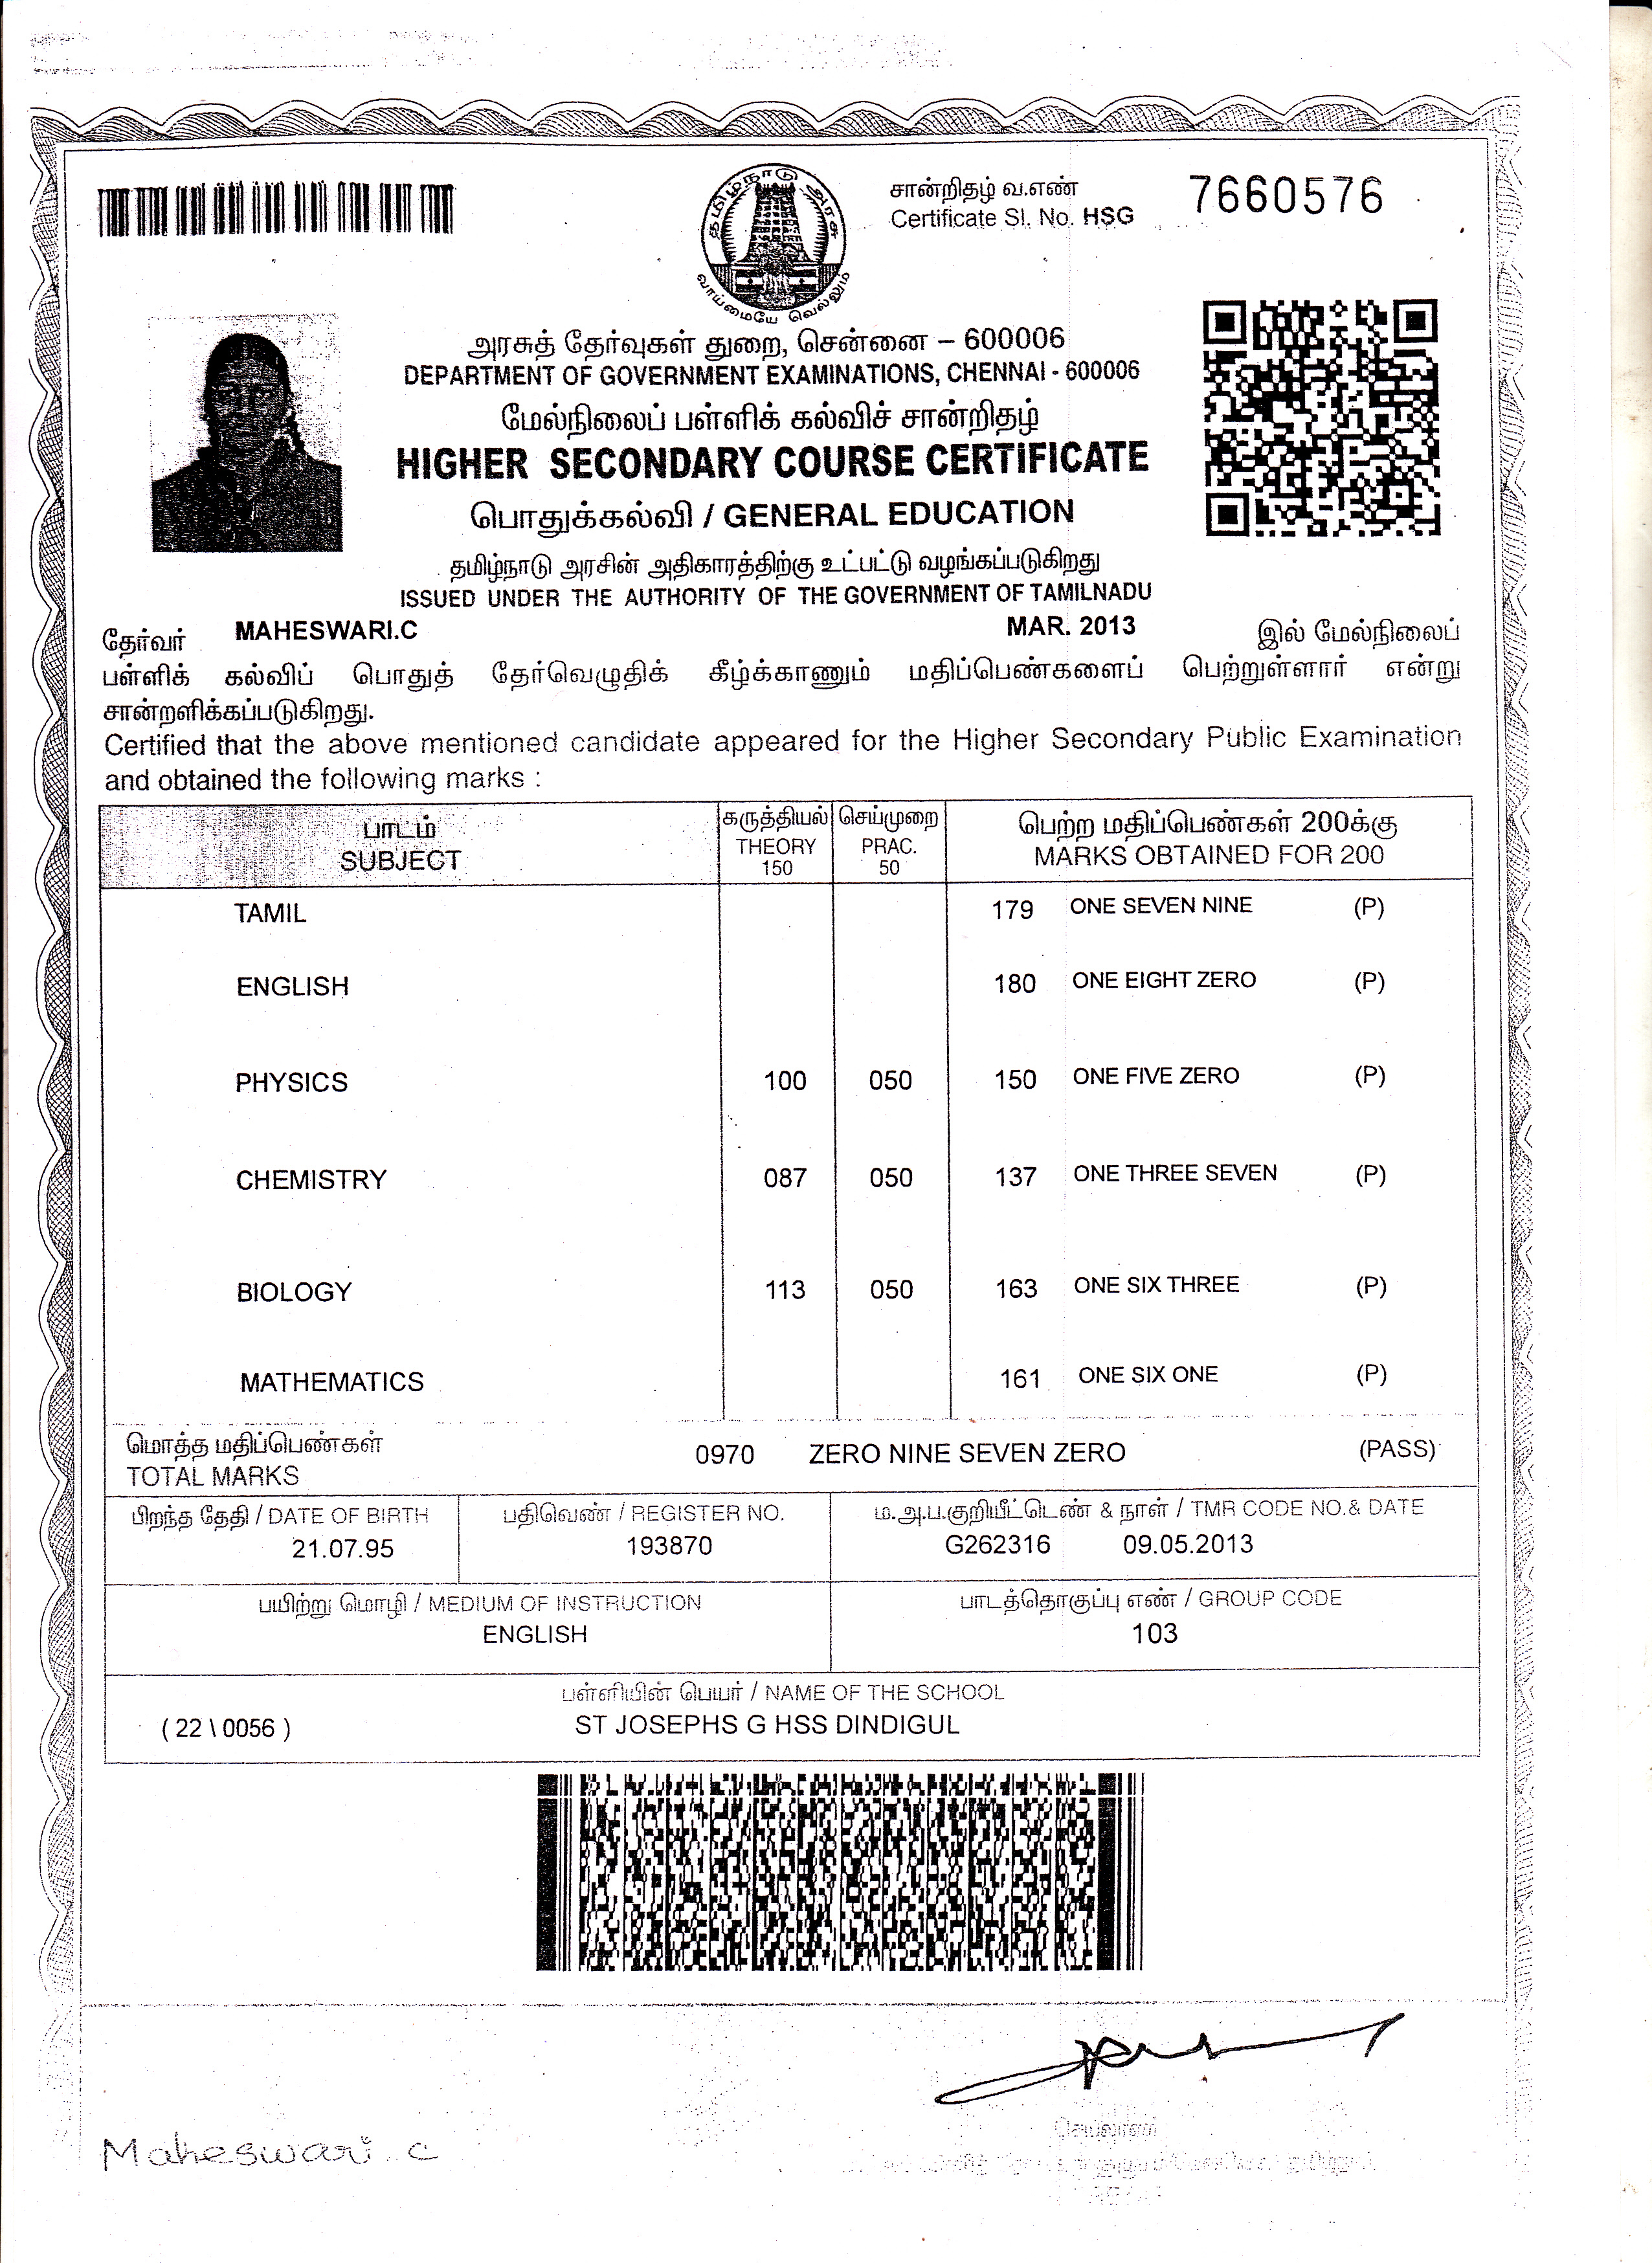 தமிழ்நாடு அரசு
வாய்மையே வெல்லும்
சான்றிதழ் வ.எண்
Certificate Sl. No. HSG 7660576
அரசுத் தேர்வுகள் துறை, சென்னை – 600006
DEPARTMENT OF GOVERNMENT EXAMINATIONS, CHENNAI - 600006
மேல்நிலைப் பள்ளிக் கல்விச் சான்றிதழ்
HIGHER SECONDARY COURSE CERTIFICATE
பொதுக்கல்வி / GENERAL EDUCATION
தமிழ்நாடு அரசின் அதிகாரத்திற்கு உட்பட்டு வழங்கப்படுகிறது
ISSUED UNDER THE AUTHORITY OF THE GOVERNMENT OF TAMILNADU
தேர்வர் MAHESWARI.C MAR. 2013 இல் மேல்நிலைப்
பள்ளிக் கல்விப் பொதுத் தேர்வெழுதிக் கீழ்க்காணும் மதிப்பெண்களைப் பெற்றுள்ளார் என்று
சான்றளிக்கப்படுகிறது.
Certified that the above mentioned candidate appeared for the Higher Secondary Public Examination
and obtained the following marks :
பாடம் கருத்தியல் செய்முறை பெற்ற மதிப்பெண்கள் 200க்கு
SUBJECT THEORY PRAC. MARKS OBTAINED FOR 200
150 50
TAMIL 179 ONE SEVEN NINE (P)
ENGLISH 180 ONE EIGHT ZERO (P)
PHYSICS 100 050 150 ONE FIVE ZERO (P)
CHEMISTRY 087 050 137 ONE THREE SEVEN (P)
BIOLOGY 113 050 163 ONE SIX THREE (P)
MATHEMATICS 161 ONE SIX ONE (P)
மொத்த மதிப்பெண்கள்
TOTAL MARKS 0970 ZERO NINE SEVEN ZERO (PASS)
பிறந்த தேதி / DATE OF BIRTH பதிவெண் / REGISTER NO. ம.அ.ப.குறியீட்டெண் & நாள் / TMR CODE NO.& DATE
21.07.95 193870 G262316 09.05.2013
பயிற்று மொழி / MEDIUM OF INSTRUCTION பாடத்தொகுப்பு எண் / GROUP CODE
ENGLISH 103
பள்ளியின் பெயர் / NAME OF THE SCHOOL
( 22 \ 0056 ) ST JOSEPHS G HSS DINDIGUL
Maheswari. C